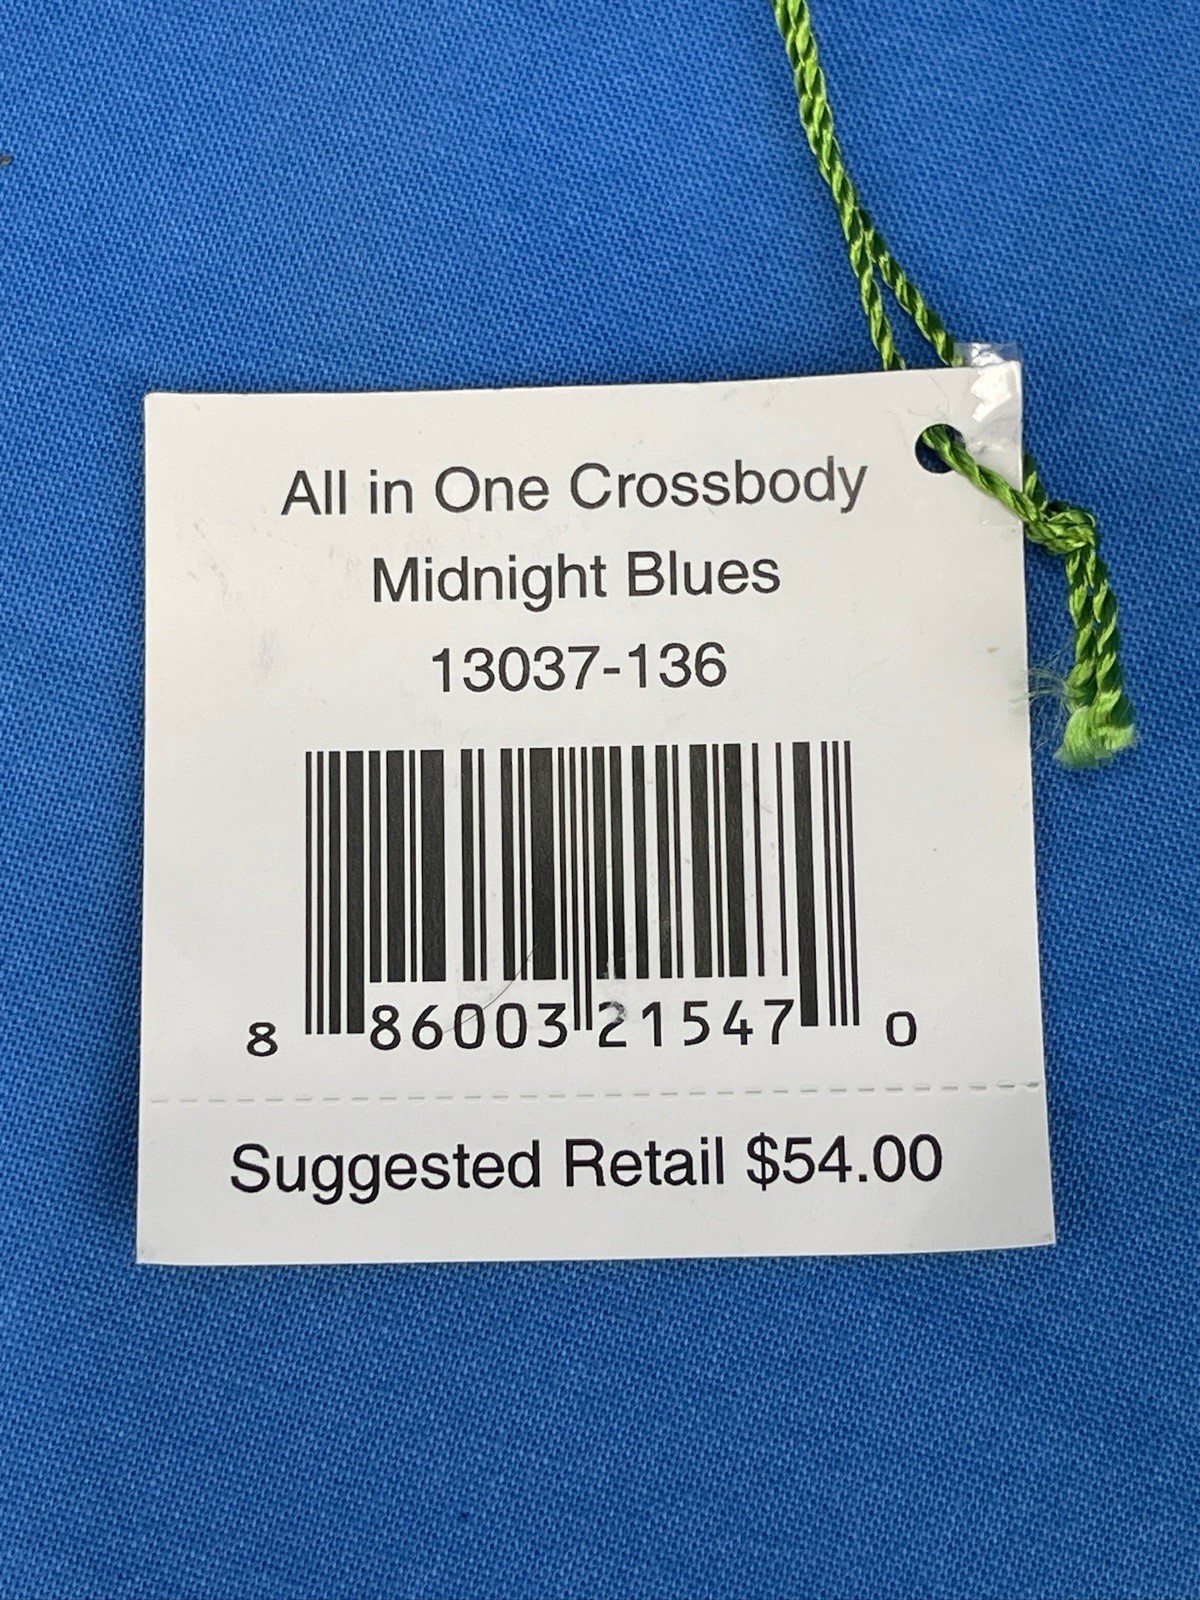 All in One Crossbody
Midnight Blues
13037-136
8 86003 21547 0
Suggested Retail $54.00